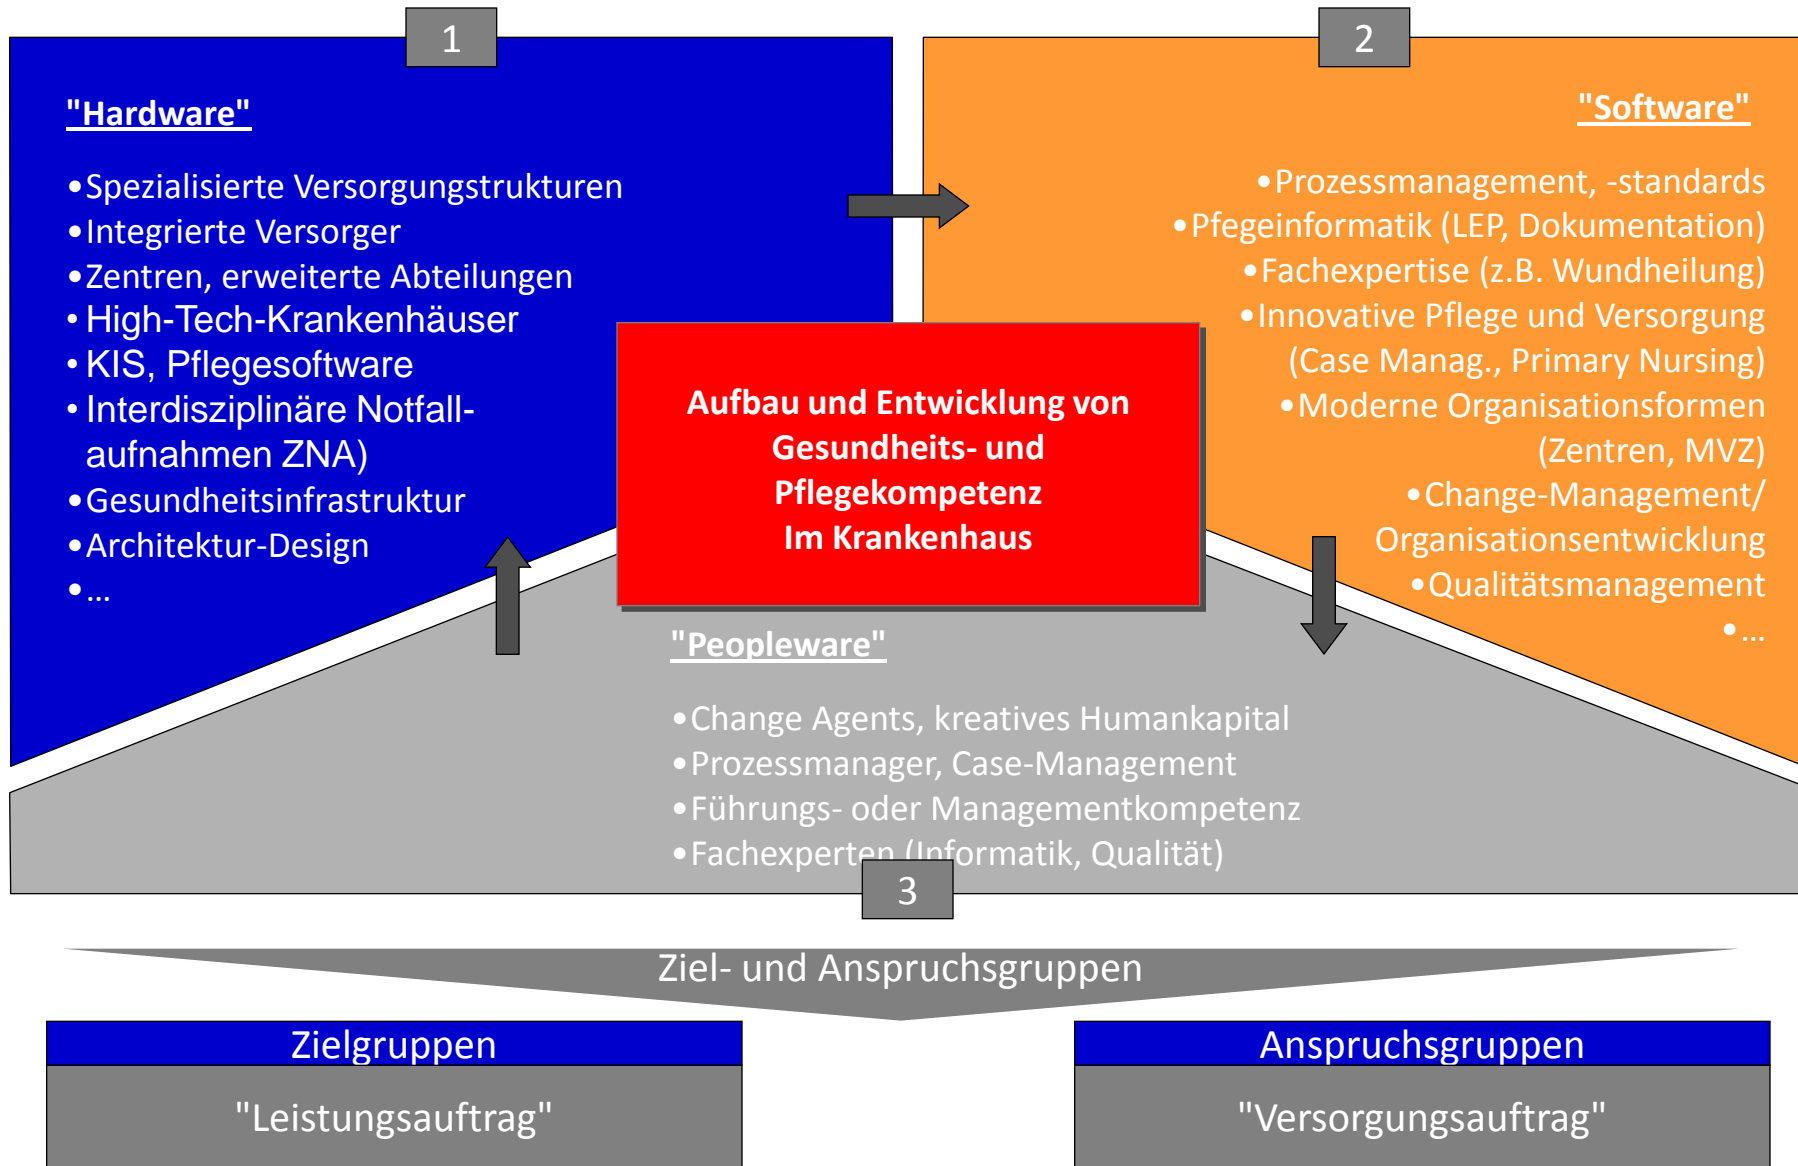 1
"Hardware"
•Spezialisierte Versorgungstrukturen
•Integrierte Versorger
•Zentren, erweiterte Abteilungen
• High-Tech-Krankenhäuser
• KIS, Pflegesoftware
• Interdisziplinäre Notfall-
aufnahmen ZNA)
•Gesundheitsinfrastruktur
•Architektur-Design
•...
2
"Software"
•Prozessmanagement, -standards
•Pfegeinformatik (LEP, Dokumentation)
•Fachexpertise (z.B. Wundheilung)
•Innovative Pflege und Versorgung
(Case Manag., Primary Nursing)
•Moderne Organisationsformen
(Zentren, MVZ)
•Change-Management/
Organisationsentwicklung
•Qualitätsmanagement
•...
Aufbau und Entwicklung von
Gesundheits- und
Pflegekompetenz
Im Krankenhaus
"Peopleware"
•Change Agents, kreatives Humankapital
•Prozessmanager, Case-Management
•Führungs- oder Managementkompetenz
•Fachexperten (Informatik, Qualität)
3
Ziel- und Anspruchsgruppen
Zielgruppen
"Leistungsauftrag"
Anspruchsgruppen
"Versorgungsauftrag"